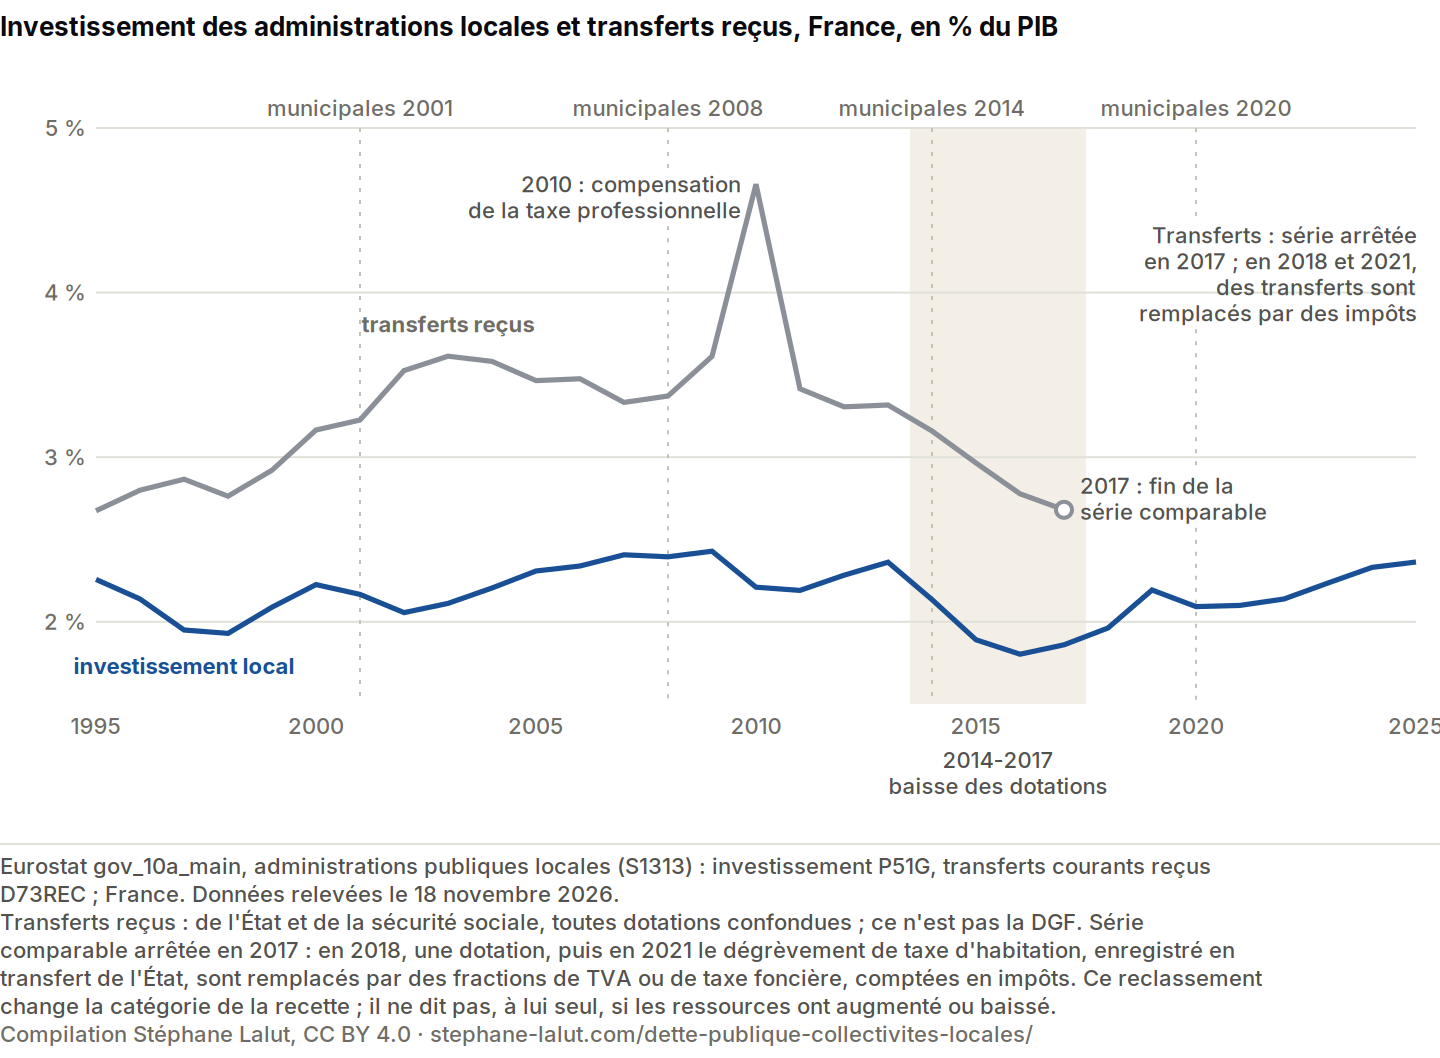 Investissement des administrations locales et transferts reçus, France, en % du PIB
municipales 2001
municipales 2008
municipales 2014
municipales 2020
5 %
2010 : compensation
de la taxe professionnelle
Transferts : série arrêtée
en 2017 ; en 2018 et 2021,
des transferts sont
remplacés par des impôts
4 %
transferts reçus
3 %
2017 : fin de la
série comparable
2 %
investissement local
1995
2000
2005
2010
2015
2020
2025
2014-2017
baisse des dotations
Eurostat gov_10a_main, administrations publiques locales (S1313) : investissement P51G, transferts courants reçus
D73REC ; France. Données relevées le 18 novembre 2026.
Transferts reçus : de l'État et de la sécurité sociale, toutes dotations confondues ; ce n'est pas la DGF. Série
comparable arrêtée en 2017 : en 2018, une dotation, puis en 2021 le dégrèvement de taxe d'habitation, enregistré en
transfert de l'État, sont remplacés par des fractions de TVA ou de taxe foncière, comptées en impôts. Ce reclassement
change la catégorie de la recette ; il ne dit pas, à lui seul, si les ressources ont augmenté ou baissé.
Compilation Stéphane Lalut, CC BY 4.0 · stephane-lalut.com/dette-publique-collectivites-locales/